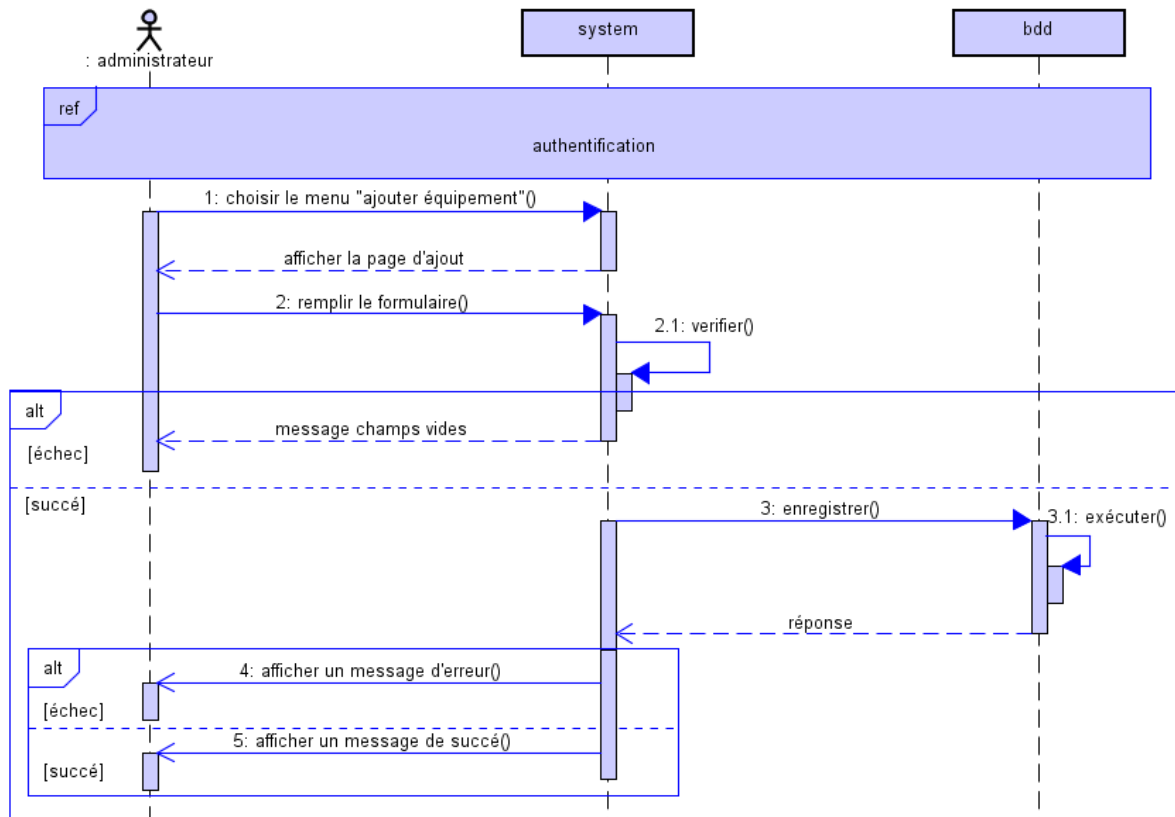 : administrateur
system
bdd
ref
authentification
1: choisir le menu "ajouter équipement"()
afficher la page d'ajout
2: remplir le formulaire()
2.1: verifier()
alt
message champs vides
[échec]
[succé]
3: enregistrer()
3.1: exécuter()
réponse
alt
4: afficher un message d'erreur()
[échec]
5: afficher un message de succé()
[succé]